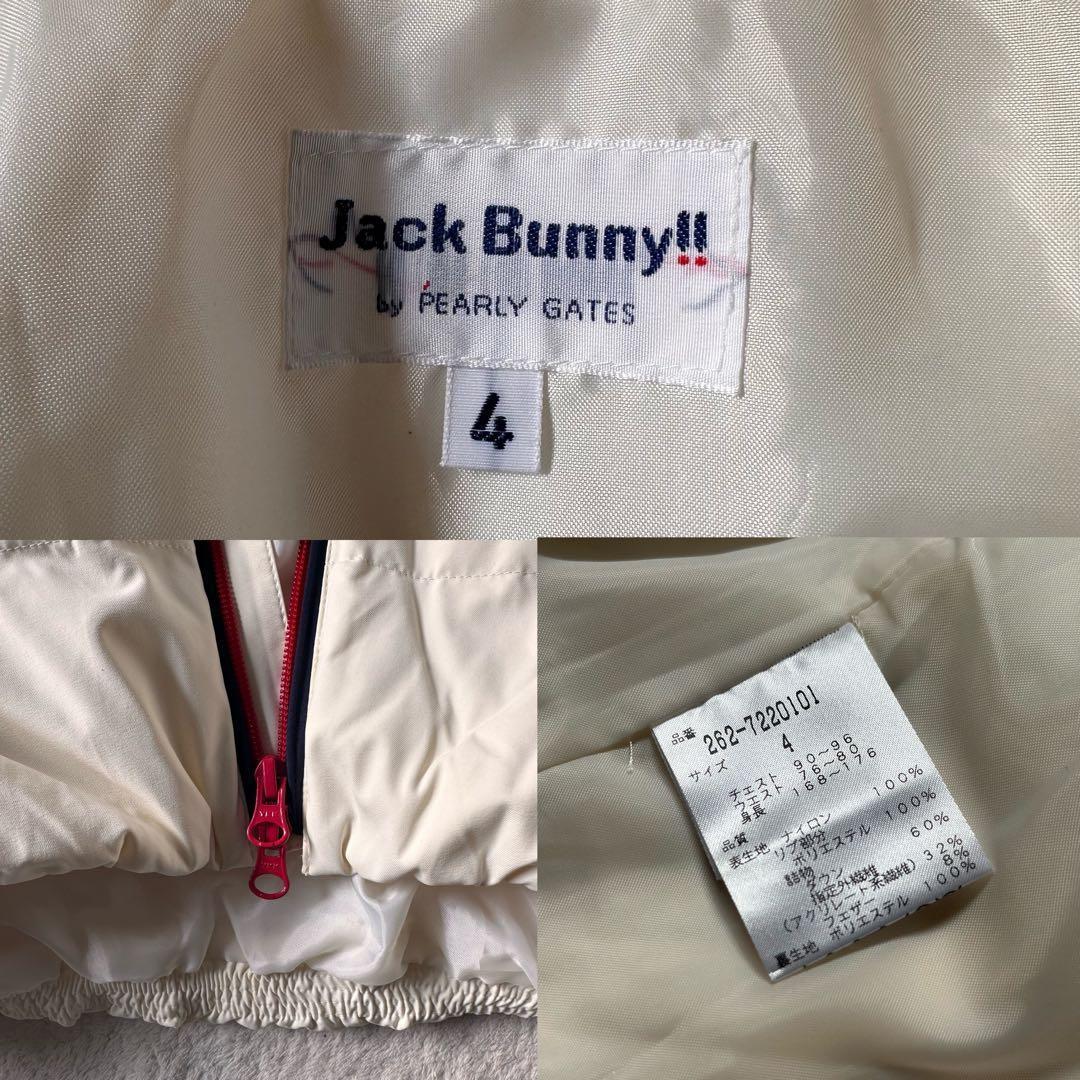 Jack Bunny!!
by PEARLY GATES
4
YKK
品番 262-7220101
サイズ 4
チェスト 90~96
ウエスト 76~80
身長 168~176
品質
表生地 ナイロン 100%
リブ部分
ポリエステル 100%
詰物 ダウン 60%
指定外繊維
(アクリレート系繊維) 32%
フェザー 8%
裏生地 ポリエステル 100%